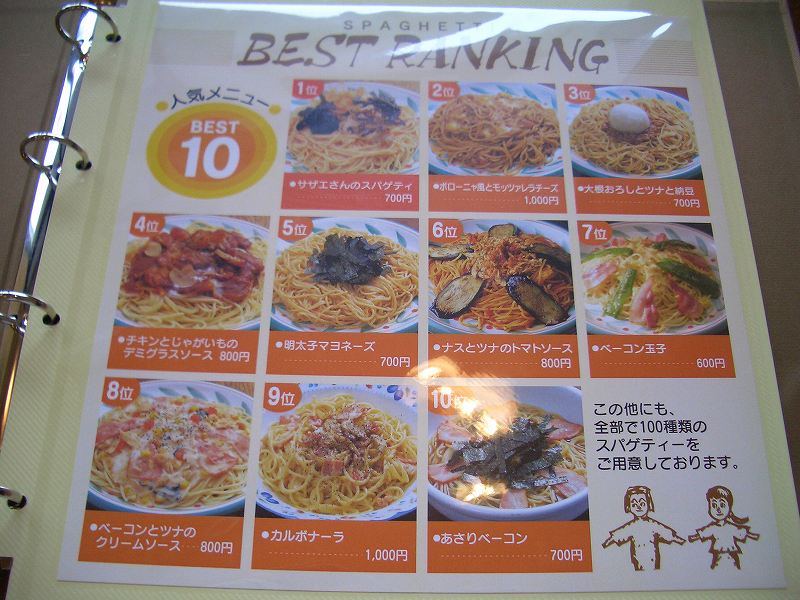 SPAGHETTI
BEST RANKING
人気メニュー
BEST
10
1位
●サザエさんのスパゲティ
700円
2位
●ボローニャ風とモッツァレラチーズ
1,000円
3位
●大根おろしとツナと納豆
700円
4位
●チキンとじゃがいもの
デミグラスソース 800円
5位
●明太子マヨネーズ
700円
6位
●ナスとツナのトマトソース
800円
7位
●ベーコン玉子
600円
8位
●ベーコンとツナの
クリームソース 800円
9位
●カルボナーラ
1,000円
10位
●あさりベーコン
700円
この他にも、
全部で100種類の
スパゲティーを
ご用意しております。